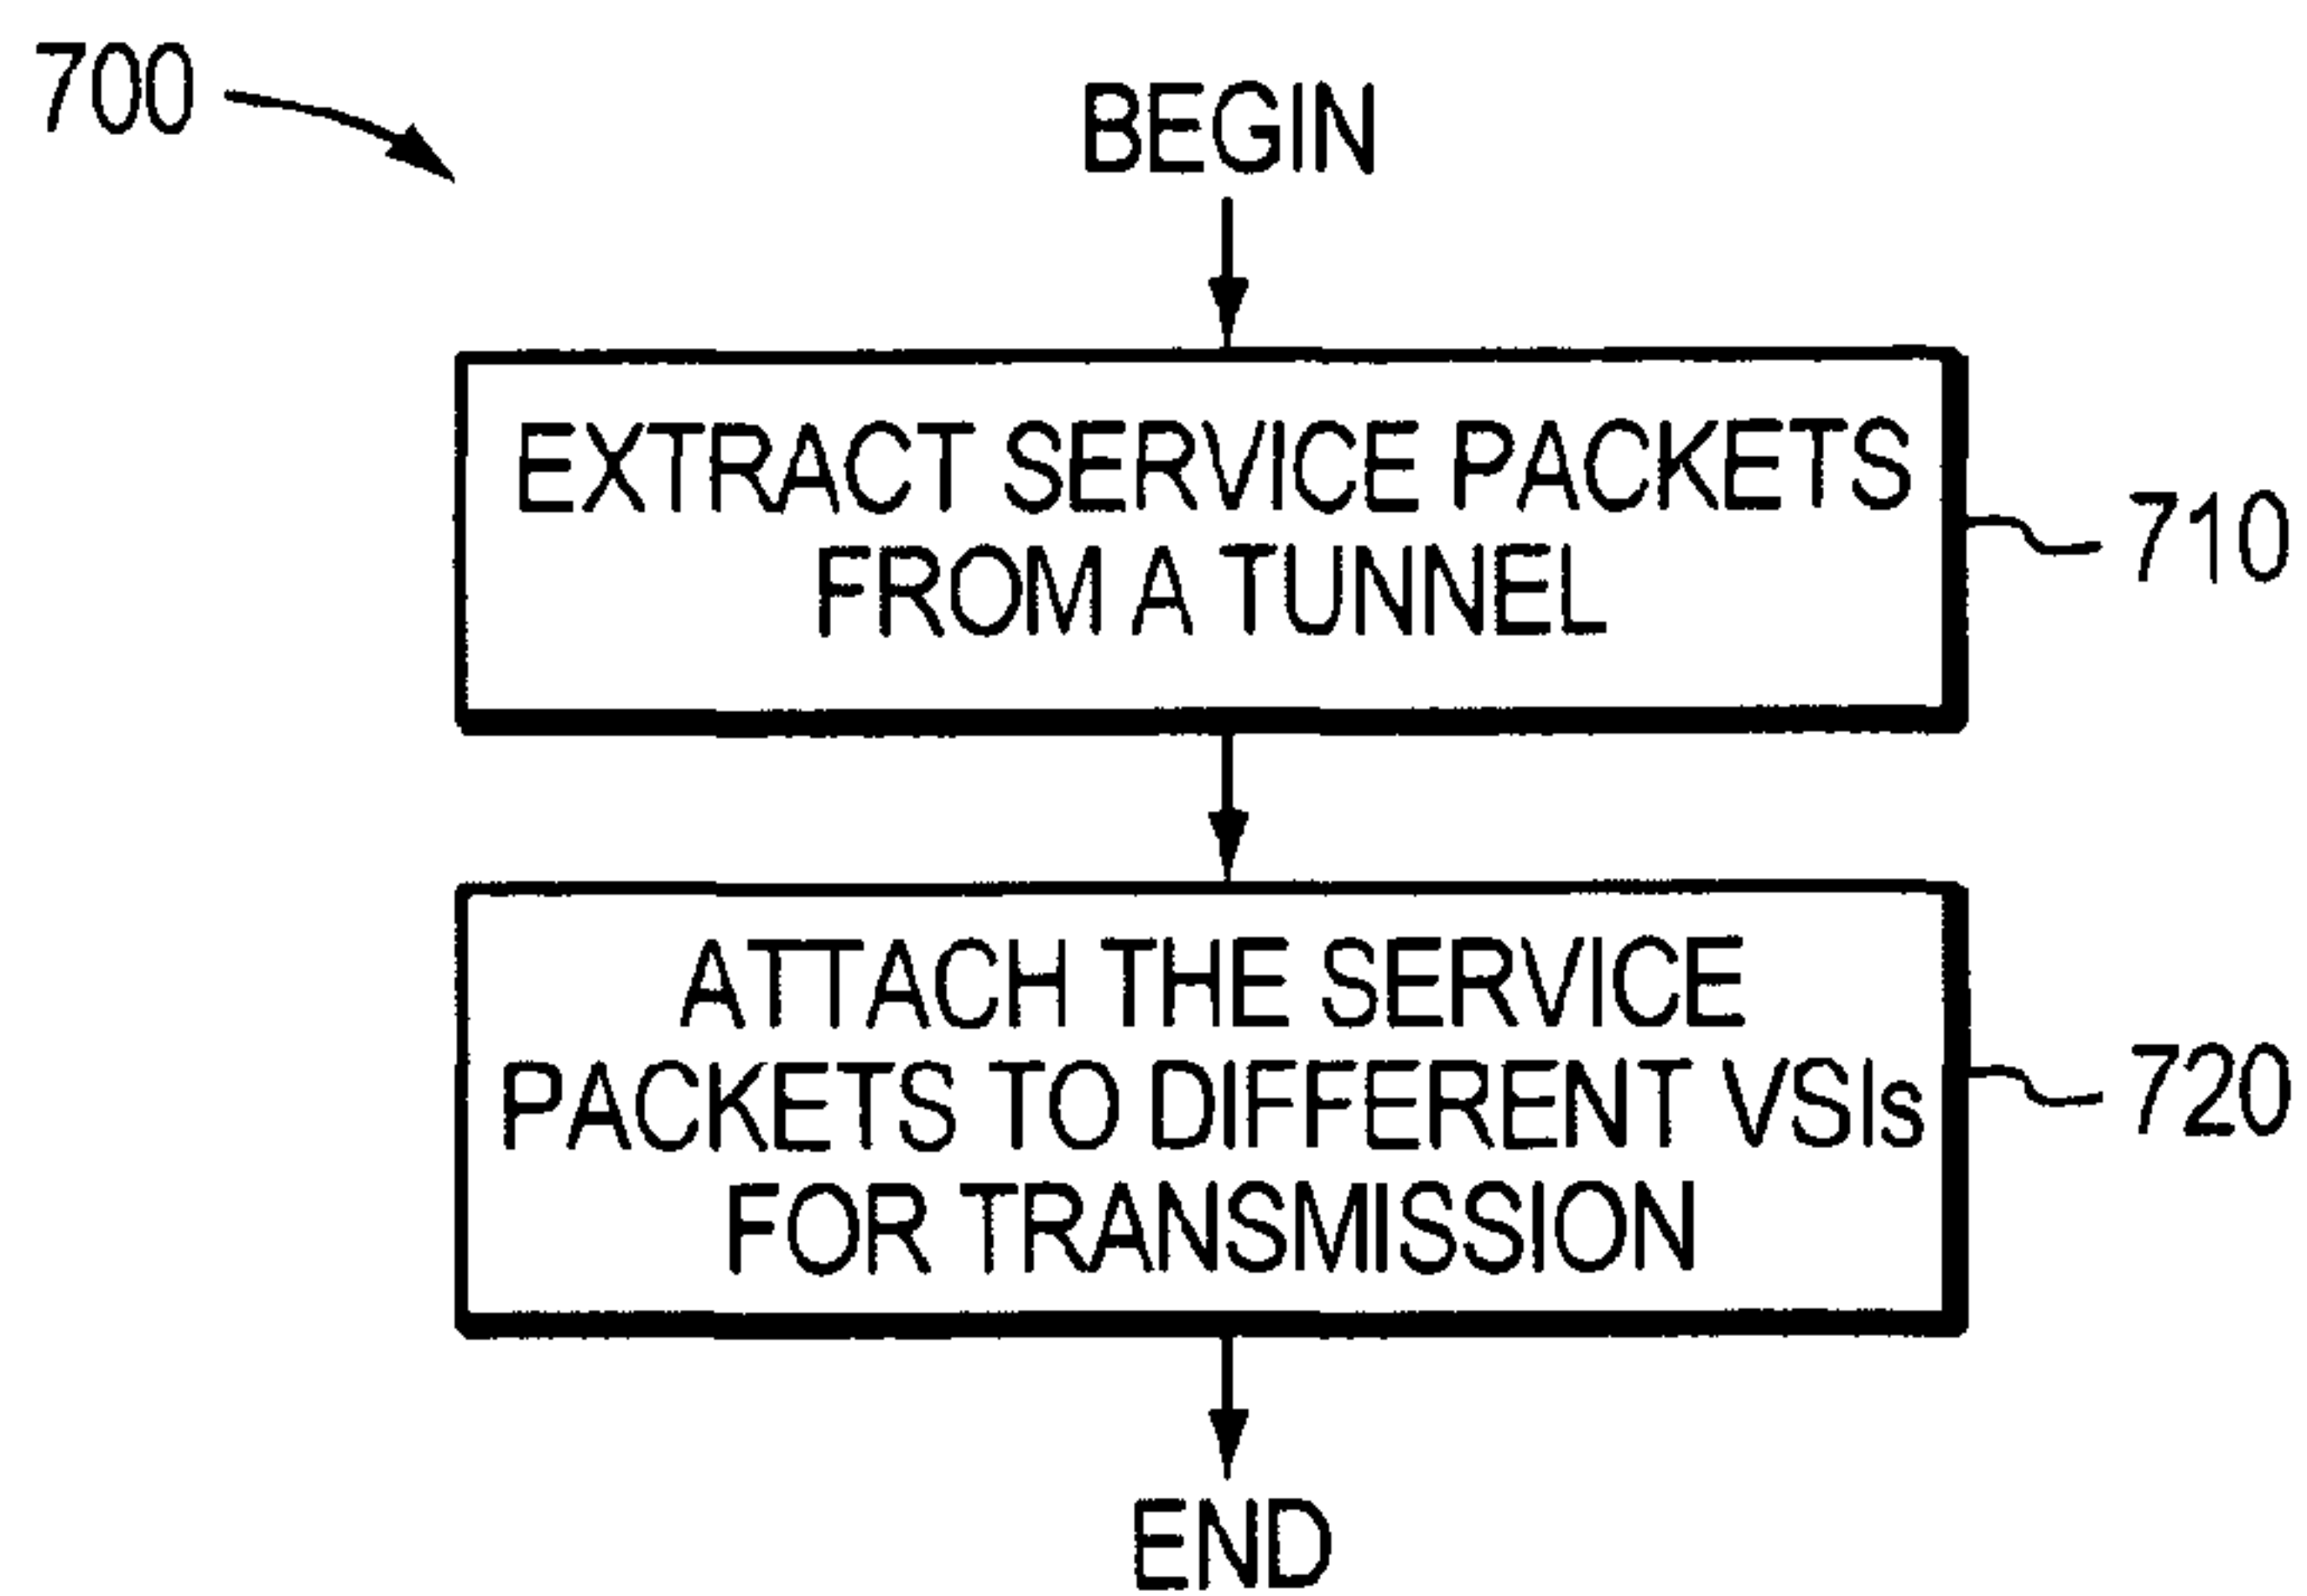 700
BEGIN
EXTRACT SERVICE PACKETS
FROM A TUNNEL
710
ATTACH THE SERVICE
PACKETS TO DIFFERENT VSIs
FOR TRANSMISSION
720
END